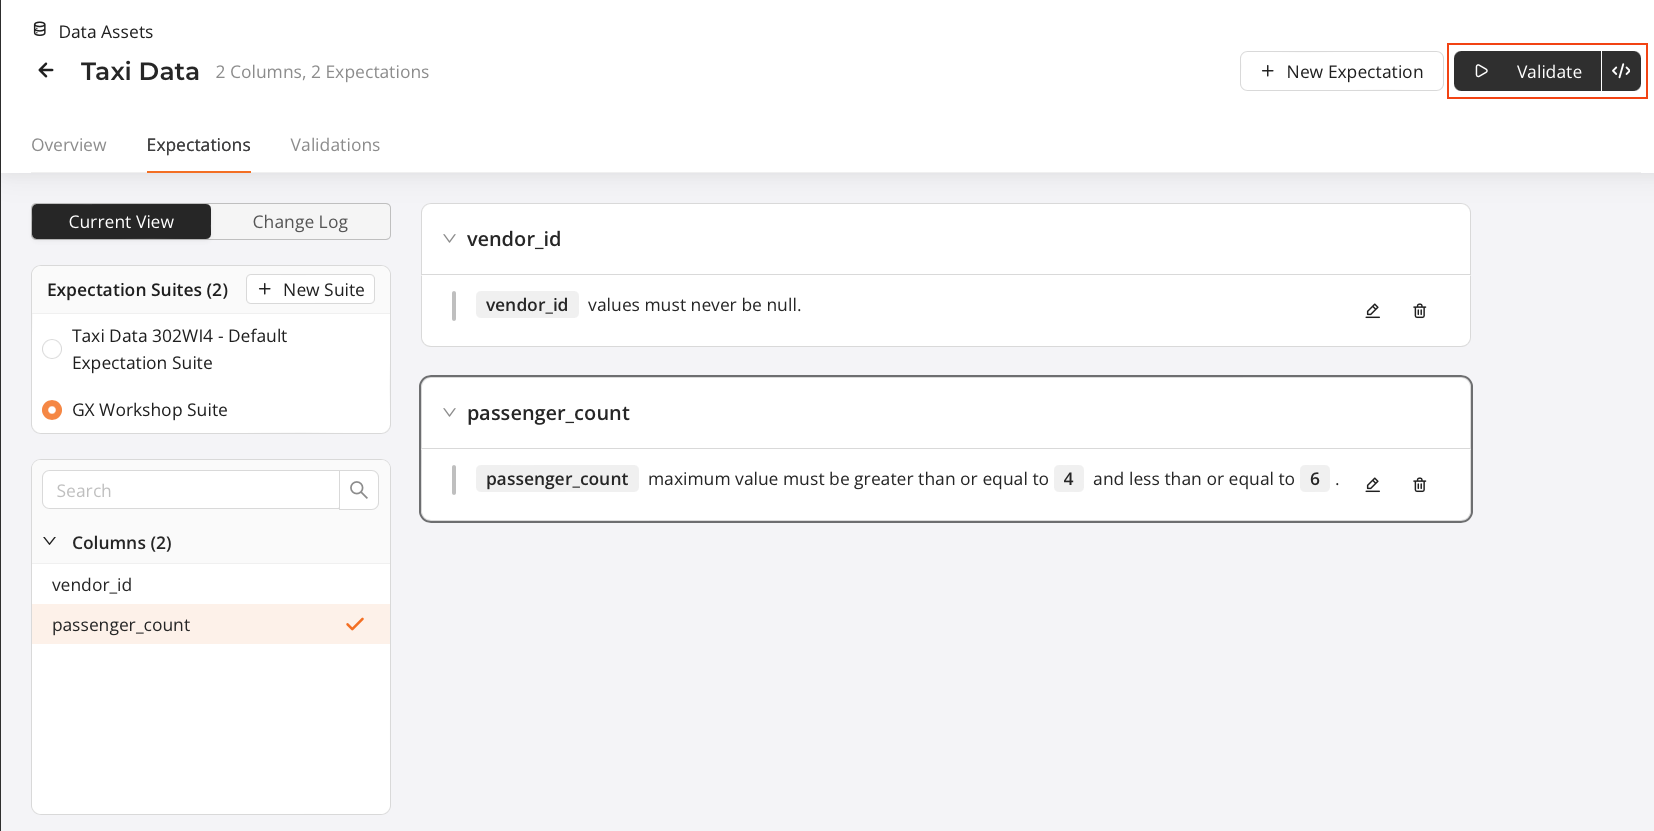 Data Assets
Taxi Data 2 Columns, 2 Expectations
+ New Expectation
Validate </>
Overview Expectations Validations
Current View Change Log
Expectation Suites (2) + New Suite
Taxi Data 302WI4 - Default
Expectation Suite
GX Workshop Suite
Search
Columns (2)
vendor_id
passenger_count
vendor_id
vendor_id values must never be null.
passenger_count
passenger_count maximum value must be greater than or equal to 4 and less than or equal to 6 .